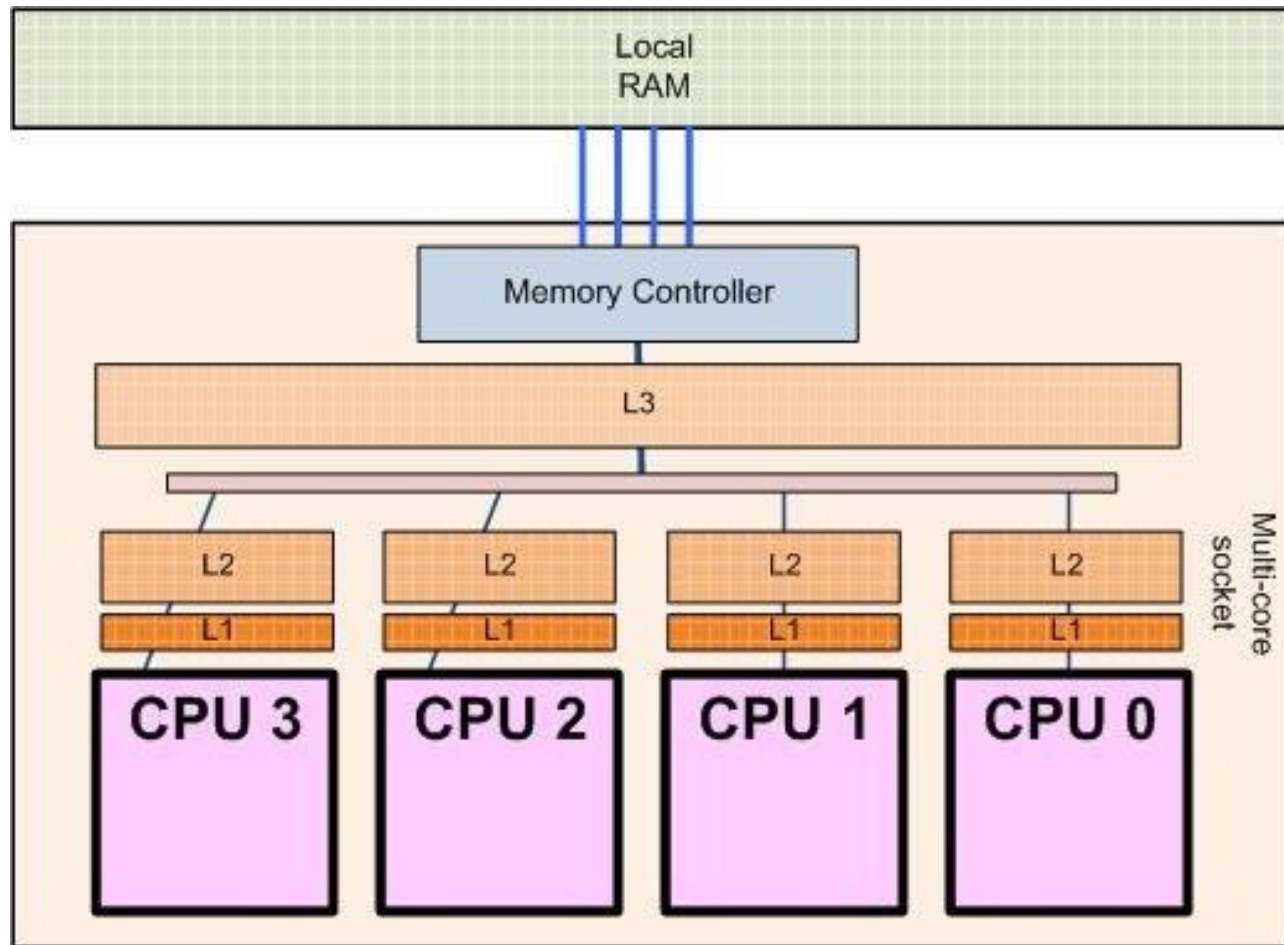 Local
RAM
Memory Controller
L3
L2
L2
L2
L2
L1
L1
L1
L1
CPU 3
CPU 2
CPU 1
CPU 0
Multi-core
socket